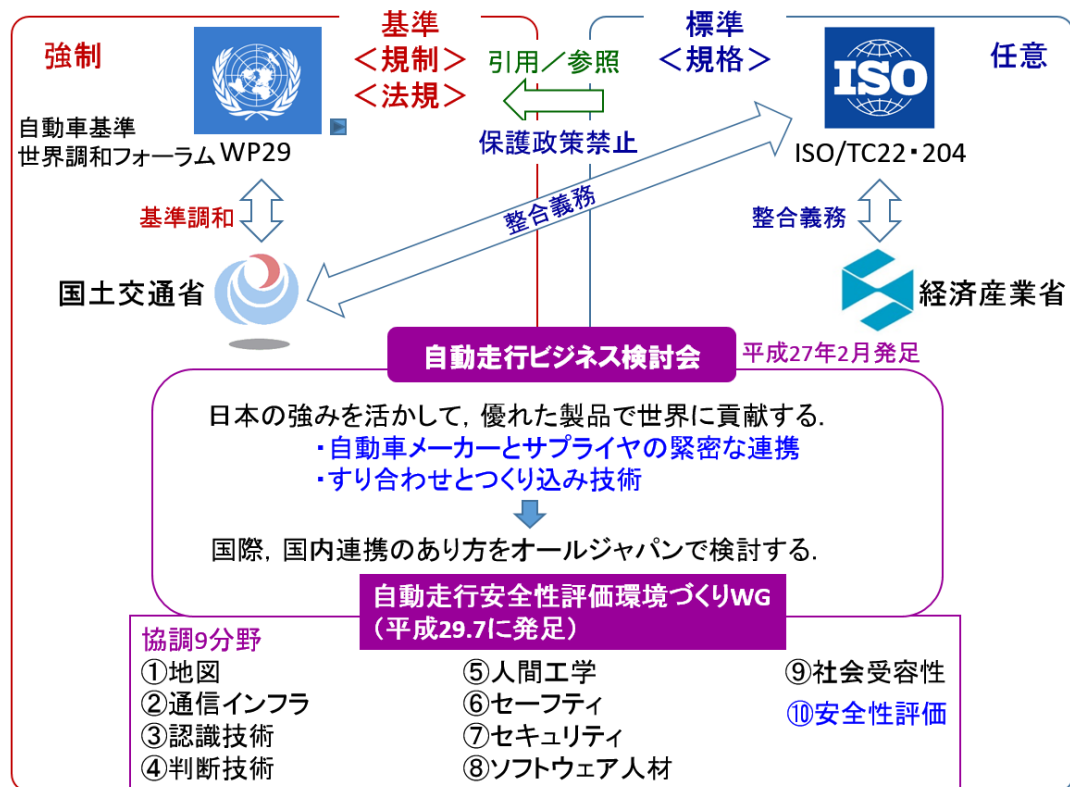 強制
基準
＜規制＞
＜法規＞
引用／参照
標準
＜規格＞
ISO
任意
自動車基準
世界調和フォーラム WP29
保護政策禁止
ISO/TC22・204
基準調和
整合義務
整合義務
国土交通省
経済産業省
自動走行ビジネス検討会
平成27年2月発足
日本の強みを活かして，優れた製品で世界に貢献する．
・自動車メーカーとサプライヤの緊密な連携
・すり合わせとつくり込み技術
国際，国内連携のあり方をオールジャパンで検討する．
自動走行安全性評価環境づくりWG
（平成29.7に発足）
協調9分野
①地図
②通信インフラ
③認識技術
④判断技術
⑤人間工学
⑥セーフティ
⑦セキュリティ
⑧ソフトウェア人材
⑨社会受容性
⑩安全性評価